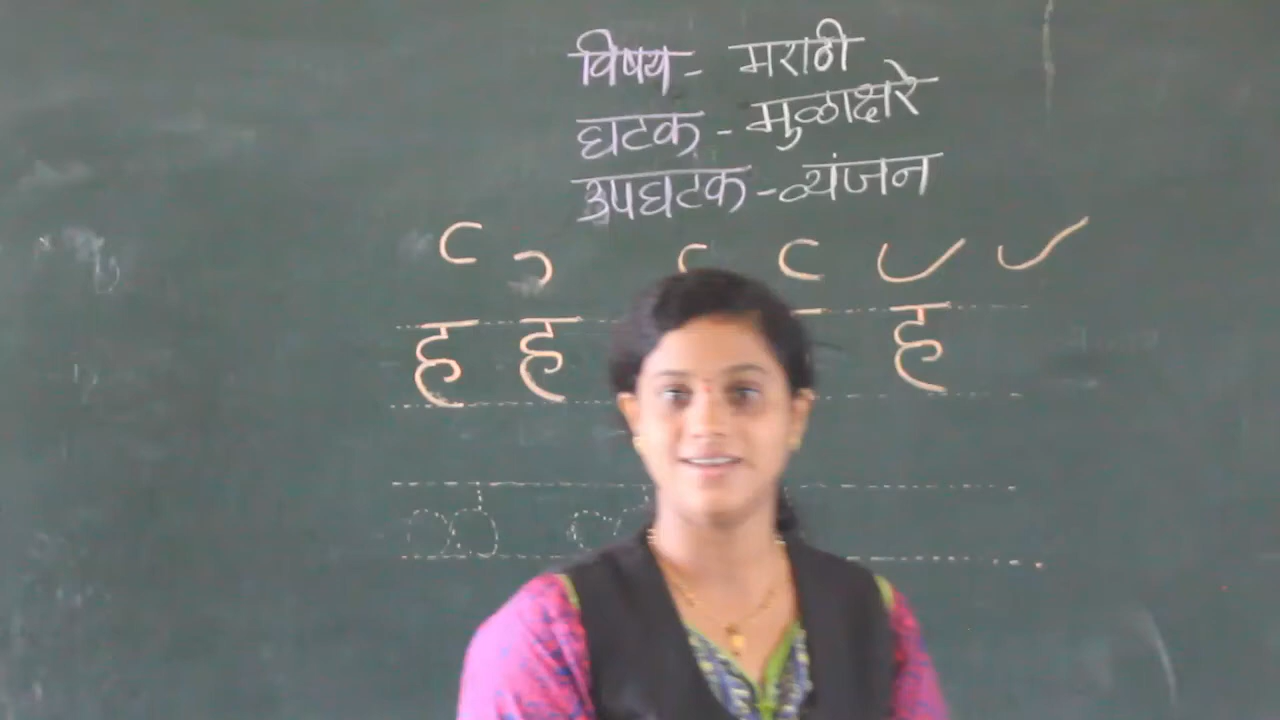 विषय - मराठी
घटक - मुळाक्षरे
उपघटक - व्यंजन
ह ह ह